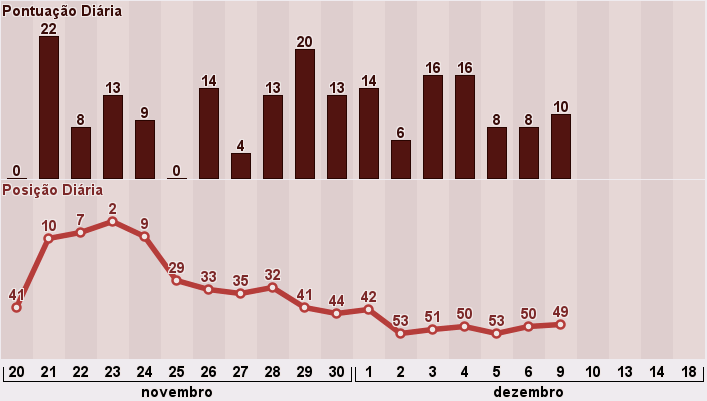 Pontuação Diária
0 22 8 13 9 0 14 4 13 20 13 14 6 16 16 8 8 10
Posição Diária
41 10 7 2 9 29 33 35 32 41 44 42 53 51 50 53 50 49
20 21 22 23 24 25 26 27 28 29 30 1 2 3 4 5 6 9 10 13 14 18
novembro dezembro